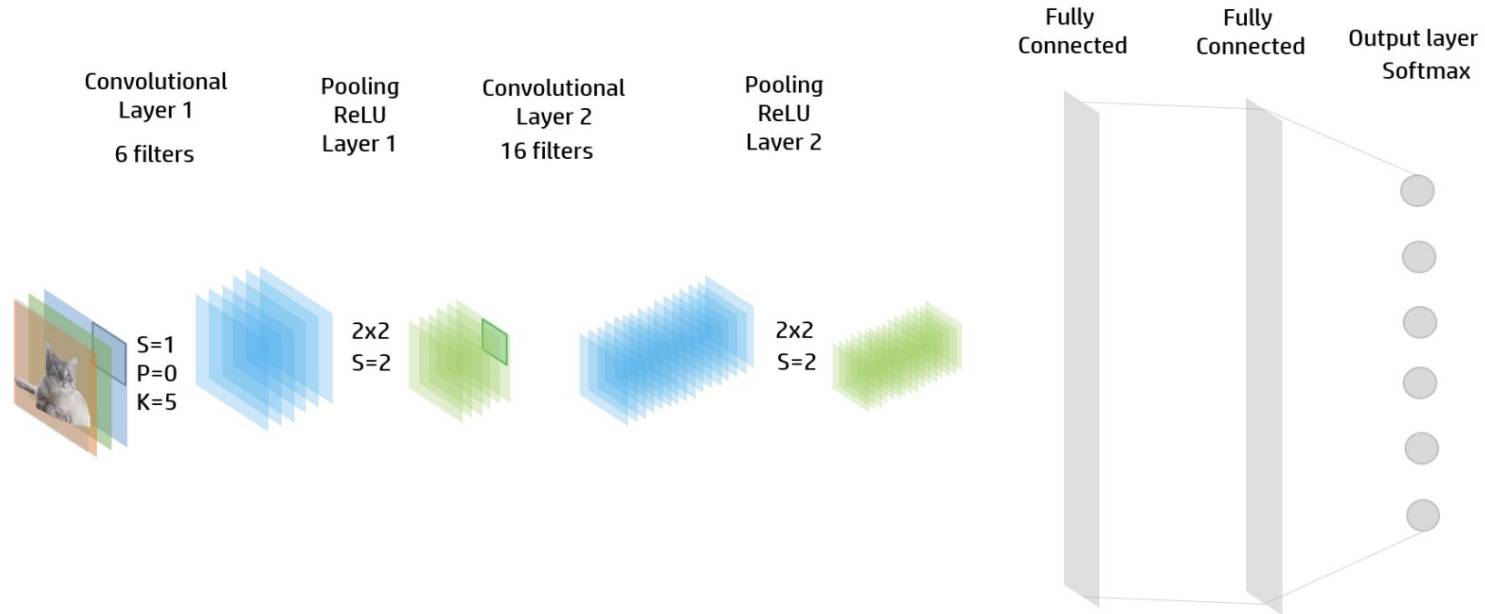 Convolutional
Layer 1
6 filters
Pooling
ReLU
Layer 1
Convolutional
Layer 2
16 filters
Pooling
ReLU
Layer 2
Fully
Connected
Fully
Connected
Output layer
Softmax
S=1
P=0
K=5
2x2
S=2
2x2
S=2